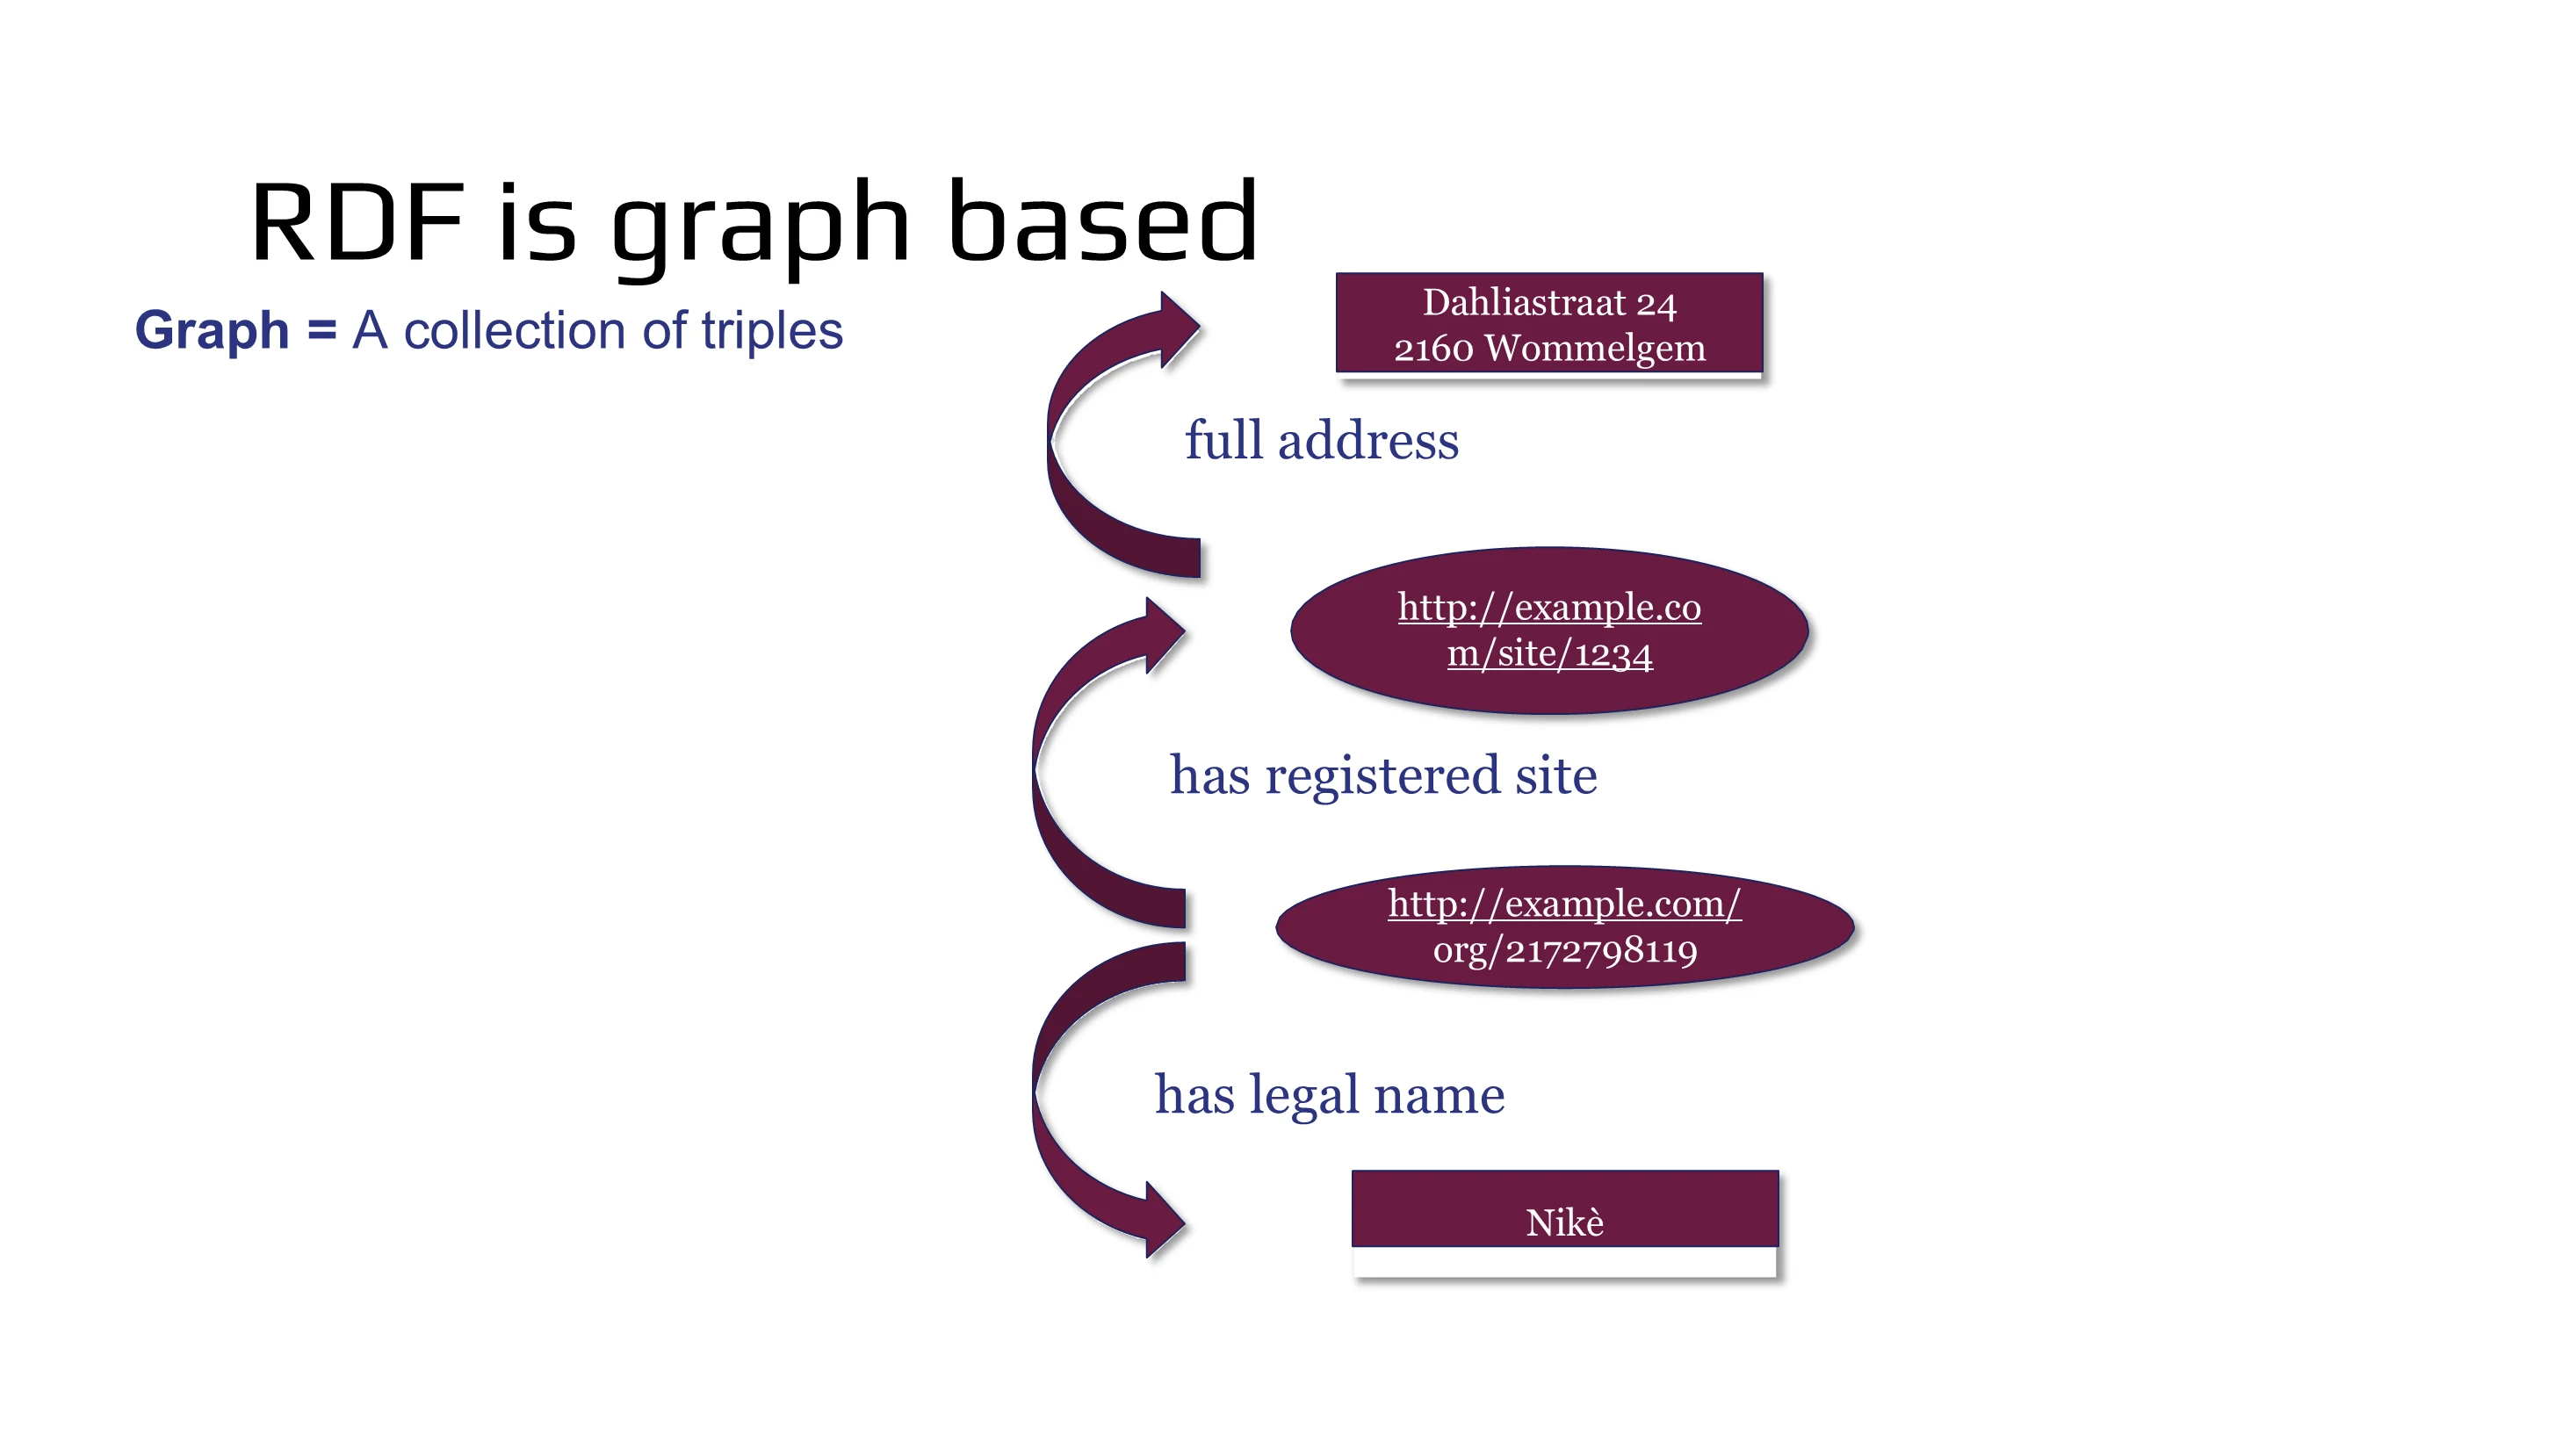 RDF is graph based
Graph = A collection of triples
Dahliastraat 24
2160 Wommelgem
full address
http://example.co
m/site/1234
has registered site
http://example.com/
org/2172798119
has legal name
Nikè